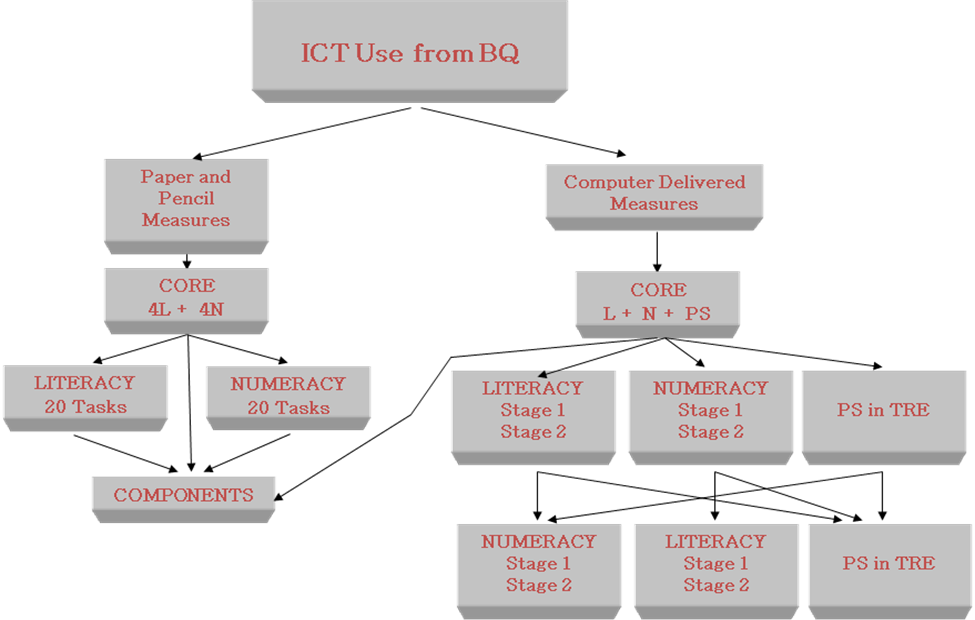 ICT Use from BQ
Paper and
Pencil
Measures
Computer Delivered
Measures
CORE
4L + 4N
CORE
L + N + PS
LITERACY
20 Tasks
NUMERACY
20 Tasks
LITERACY
Stage 1
Stage 2
NUMERACY
Stage 1
Stage 2
PS in TRE
COMPONENTS
NUMERACY
Stage 1
Stage 2
LITERACY
Stage 1
Stage 2
PS in TRE